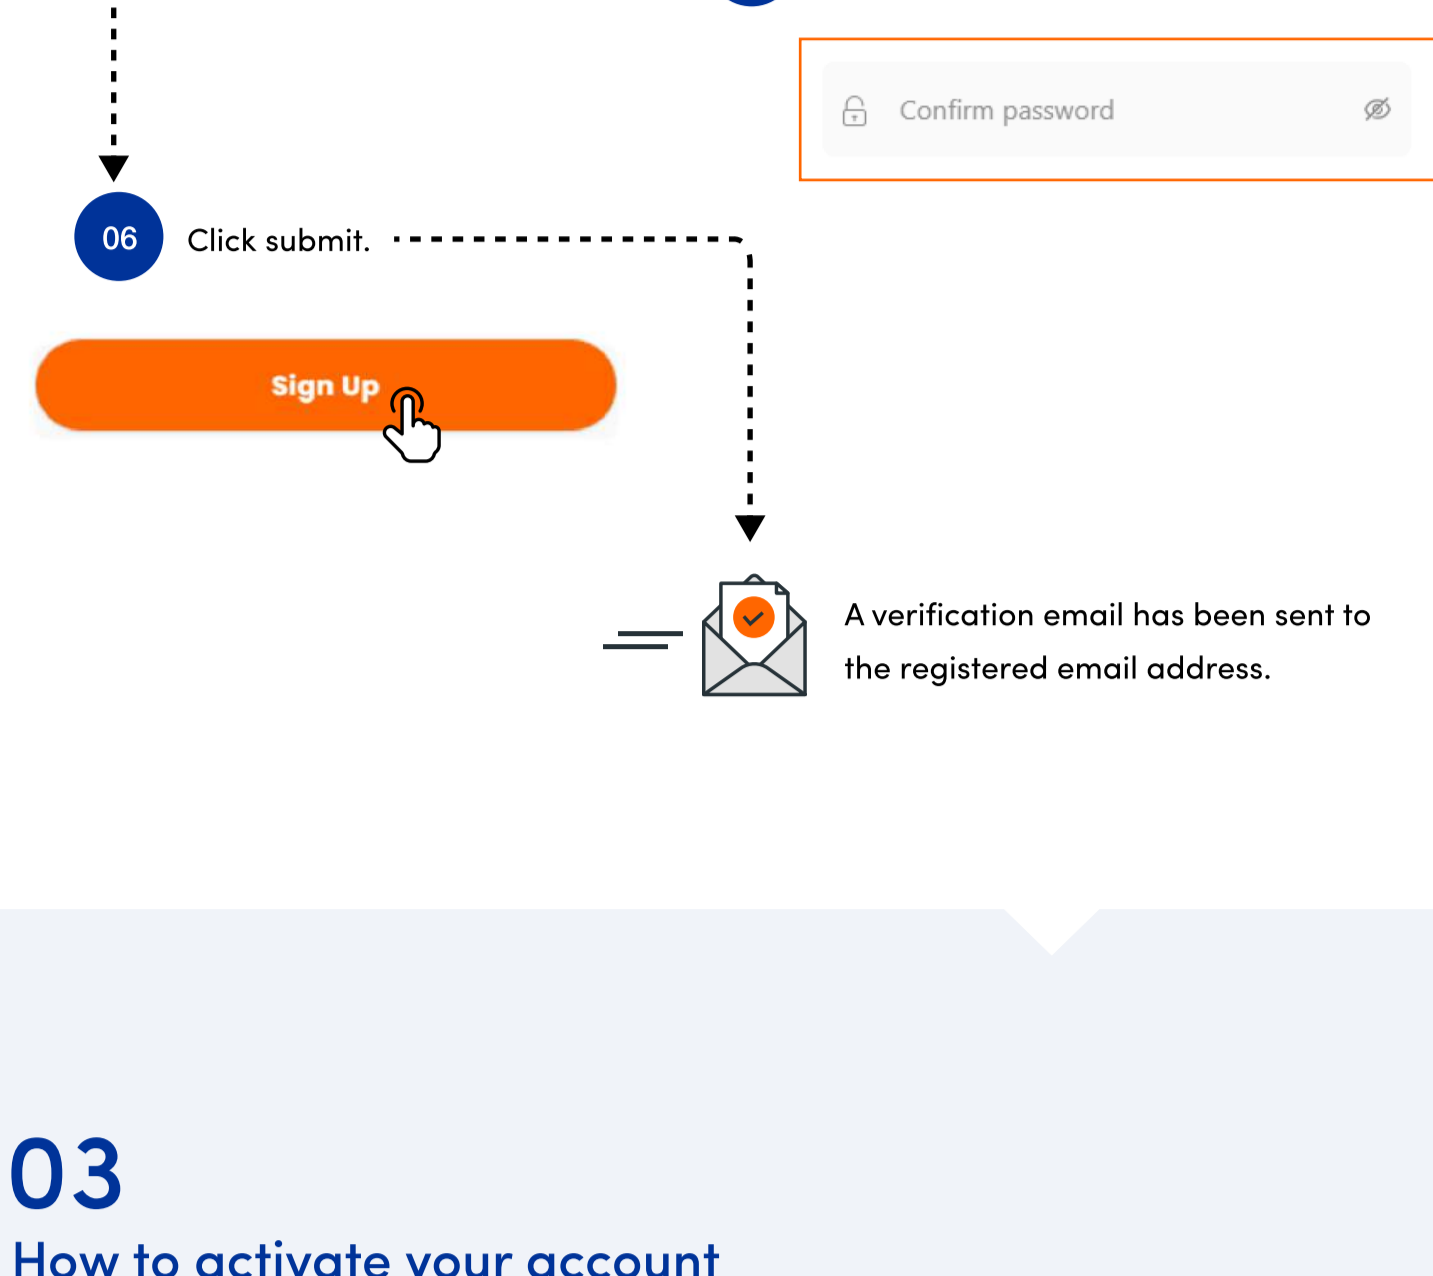 Confirm password
06
Click submit.
Sign Up
A verification email has been sent to
the registered email address.
03
How to activate your account